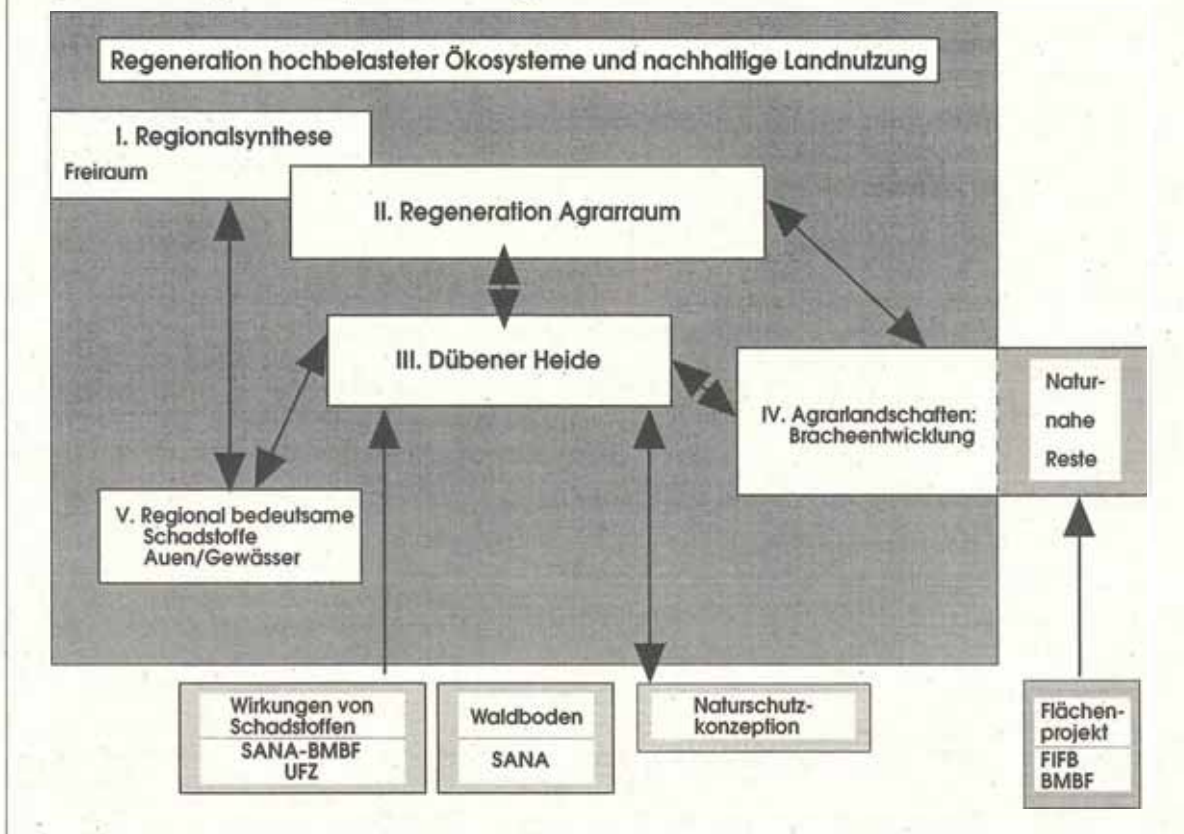 Regeneration hochbelasteter Ökosysteme und nachhaltige Landnutzung
I. Regionalsynthese
Freiraum
II. Regeneration Agrarraum
III. Dübener Heide
IV. Agrarlandschaften:
Bracheentwicklung
Natur-
nahe
Reste
V. Regional bedeutsame
Schadstoffe
Auen/Gewässer
Wirkungen von
Schadstoffen
SANA-BMBF
UFZ
Waldboden
SANA
Naturschutz-
konzeption
Flächen-
projekt
FIFB
BMBF